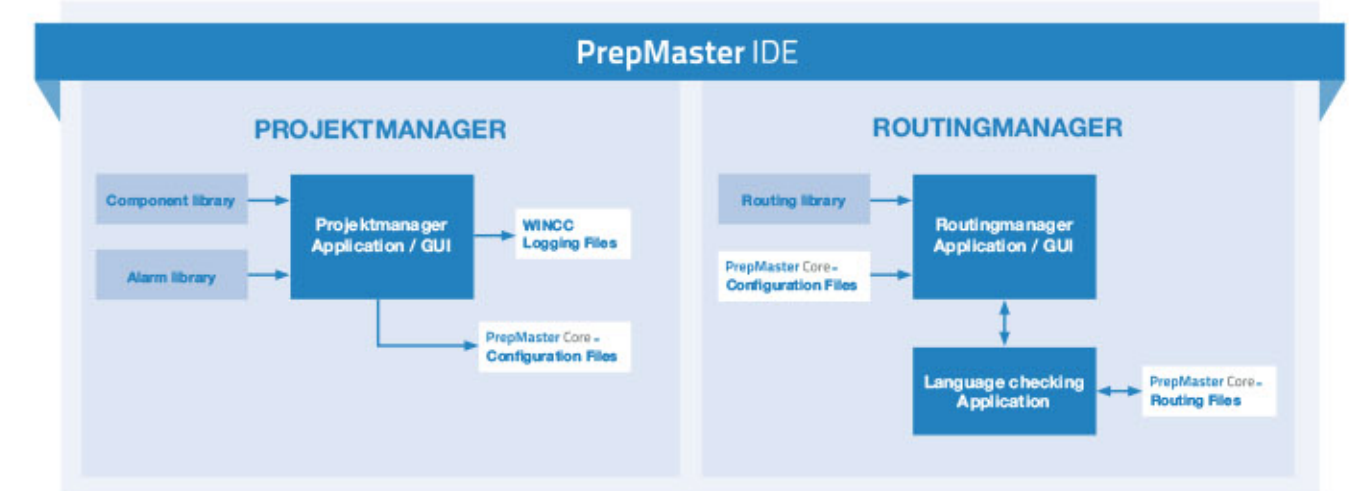 PrepMaster IDE
PROJEKTMANAGER
Component library
Alarm library
Projektmanager
Application / GUI
WINCC
Logging Files
PrepMaster Core-
Configuration Files
ROUTINGMANAGER
Routing library
PrepMaster Core-
Configuration Files
Routingmanager
Application / GUI
Language checking
Application
PrepMaster Core-
Routing Files